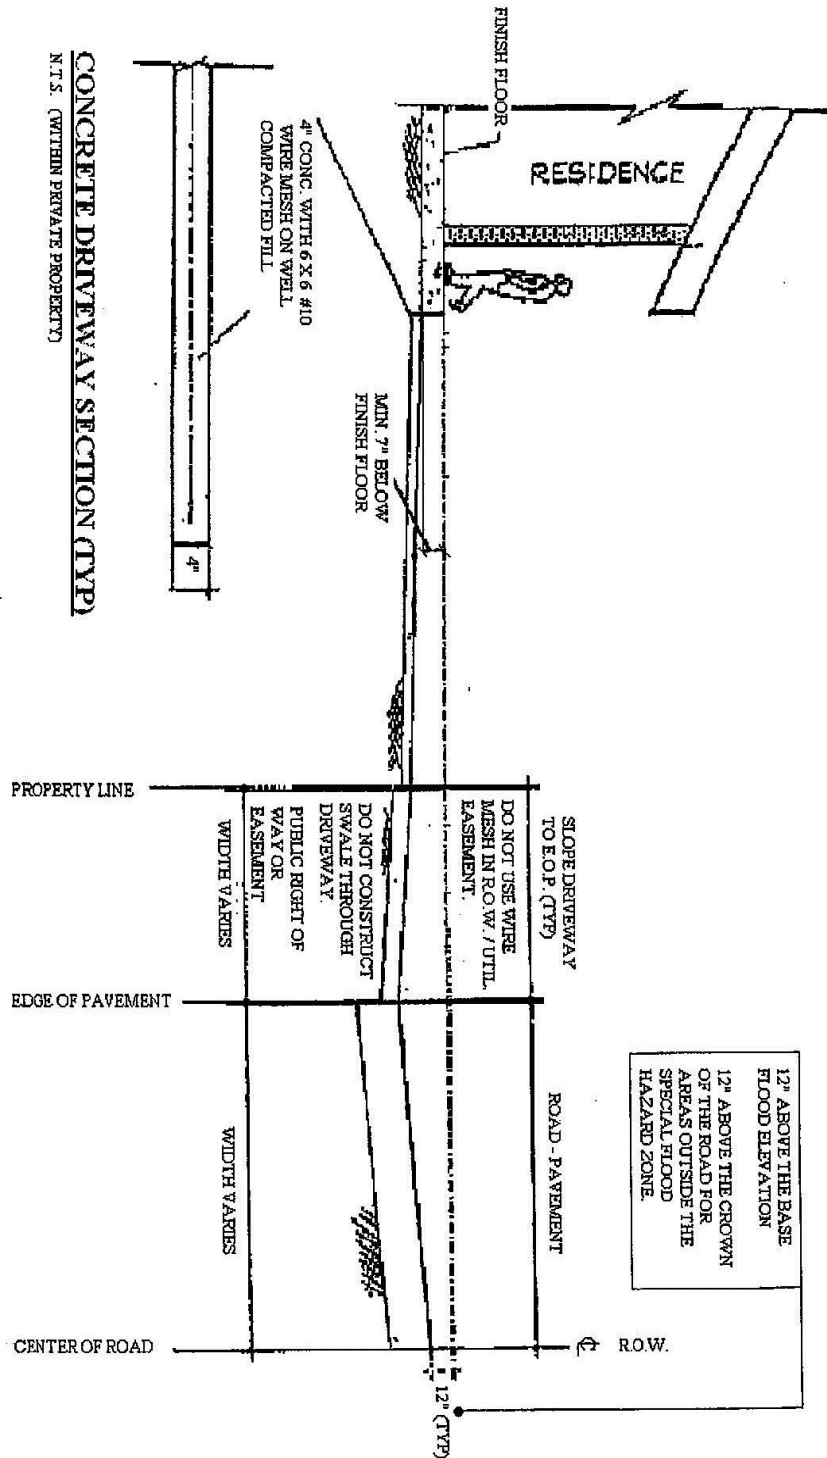 FINISH FLOOR
RESIDENCE
4" CONC. WITH 6 X 6 #10
WIRE MESH ON WELL
COMPACTED FILL
4"
CONCRETE DRIVEWAY SECTION (TYP)
N.T.S. (WITHIN PRIVATE PROPERTY)
MIN. 7" BELOW
FINISH FLOOR
SLOPE DRIVEWAY
TO E.O.P. (TYP)
DO NOT USE WIRE
MESH IN R.O.W. / UTIL.
EASEMENT.
DO NOT CONSTRUCT
SWALE THROUGH
DRIVEWAY.
PUBLIC RIGHT OF
WAY OR
EASEMENT
WIDTH VARIES
PROPERTY LINE
EDGE OF PAVEMENT
ROAD - PAVEMENT
WIDTH VARIES
CENTER OF ROAD
R.O.W.
12" (TYP)
12" ABOVE THE BASE
FLOOD ELEVATION
12" ABOVE THE CROWN
OF THE ROAD FOR
AREAS OUTSIDE THE
SPECIAL FLOOD
HAZARD ZONE.